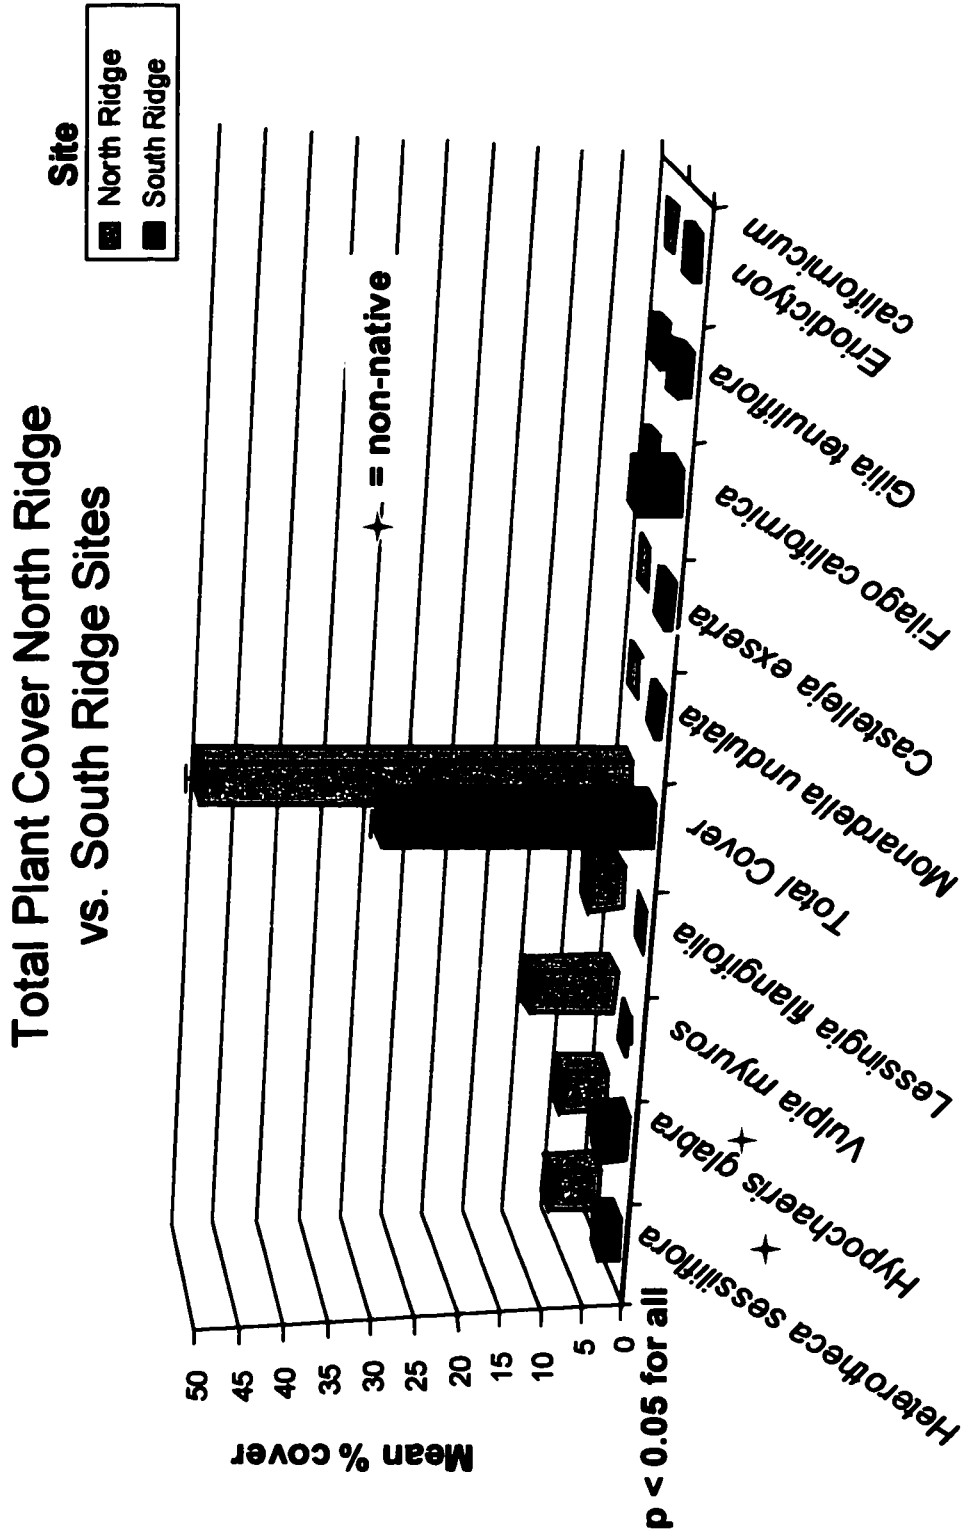 Total Plant Cover North Ridge
vs. South Ridge Sites
Site
North Ridge
South Ridge
= non-native
Mean % cover
50
45
40
35
30
25
20
15
10
5
0
p < 0.05 for all
Heterotheca sessiliflora
Hypochaeris glabra
Vulpia myuros
Lessingia filangifolia
Total Cover
Monardella undulata
Castelleja exserta
Filago californica
Gilia tenuliflora
Eriodictyon
californicum